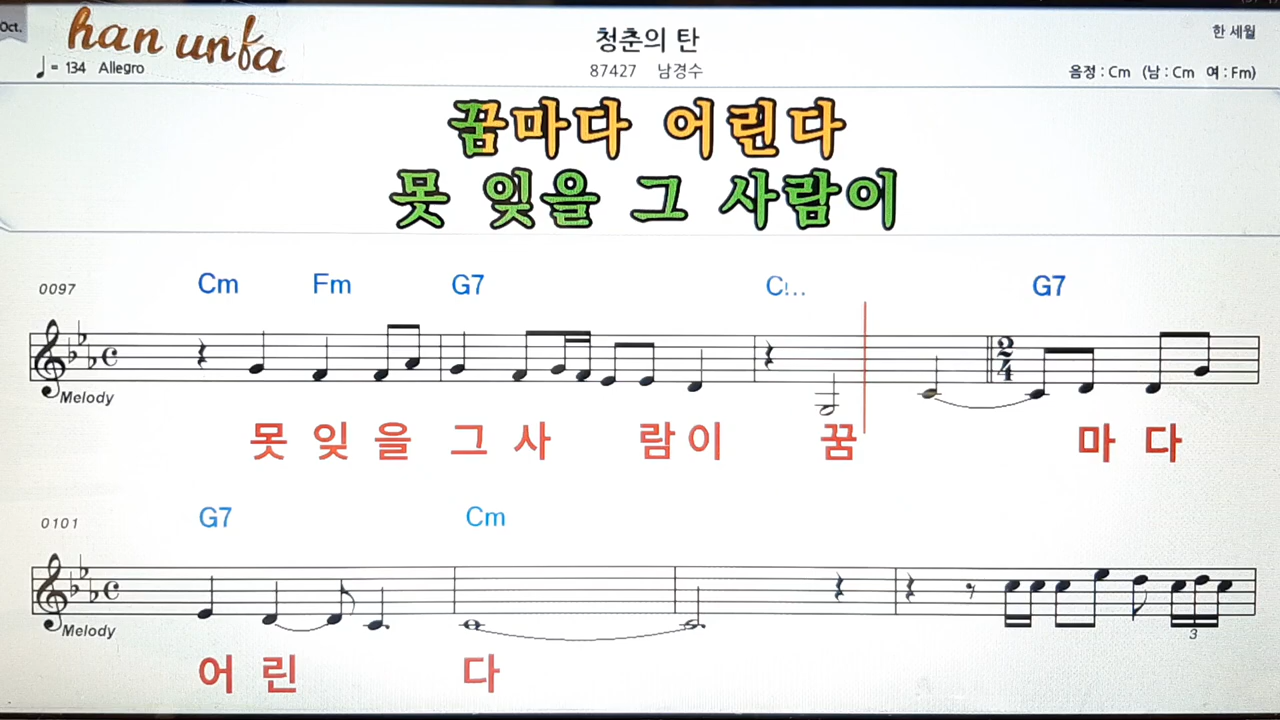 Oct.
han unfa
청춘의 탄
한 세월
♩ = 134 Allegro
87427 남경수
음정 : Cm (남 : Cm 여 : Fm)
꿈마다 어린다
못 잊을 그 사람이
0097 Cm Fm G7 C!.. G7
2
4
Melody
못 잊 을 그 사 람 이 꿈 마 다
0101 G7 Cm
3
Melody
어 린 다